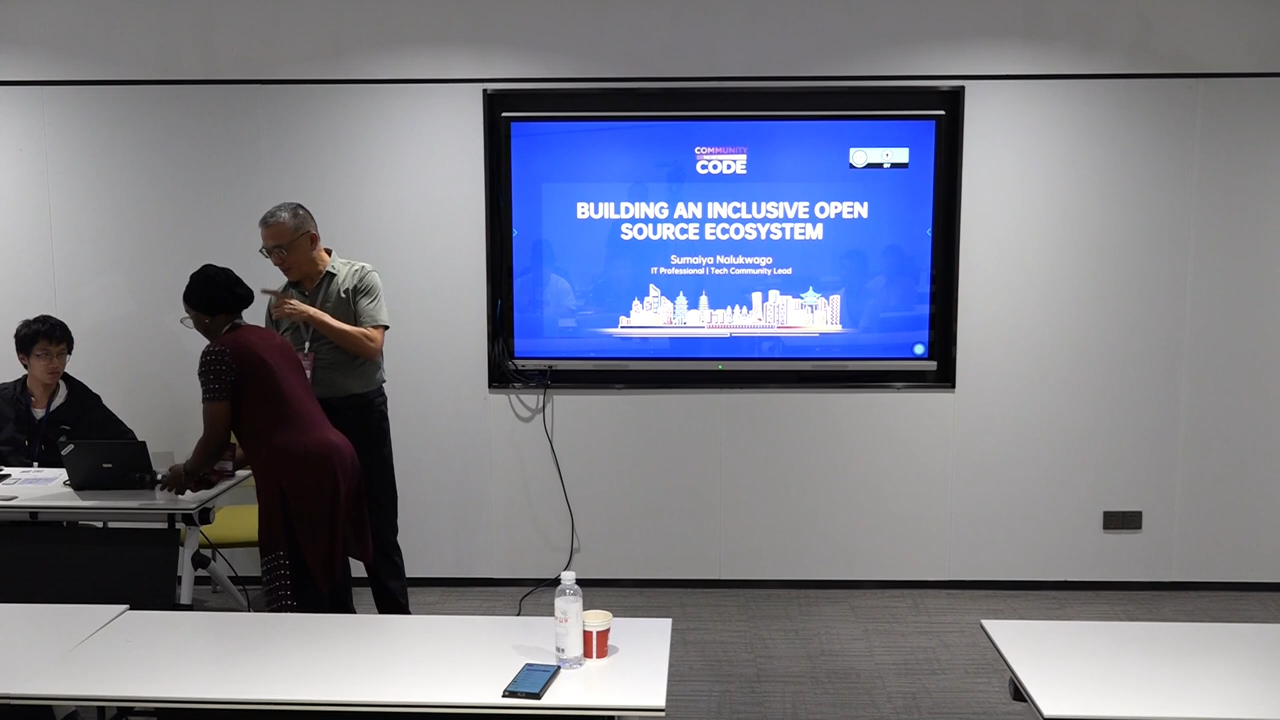 COMMUNITY
CODE
BUILDING AN INCLUSIVE OPEN
SOURCE ECOSYSTEM
Sumaiya Nalukwago
IT Professional | Tech Community Lead